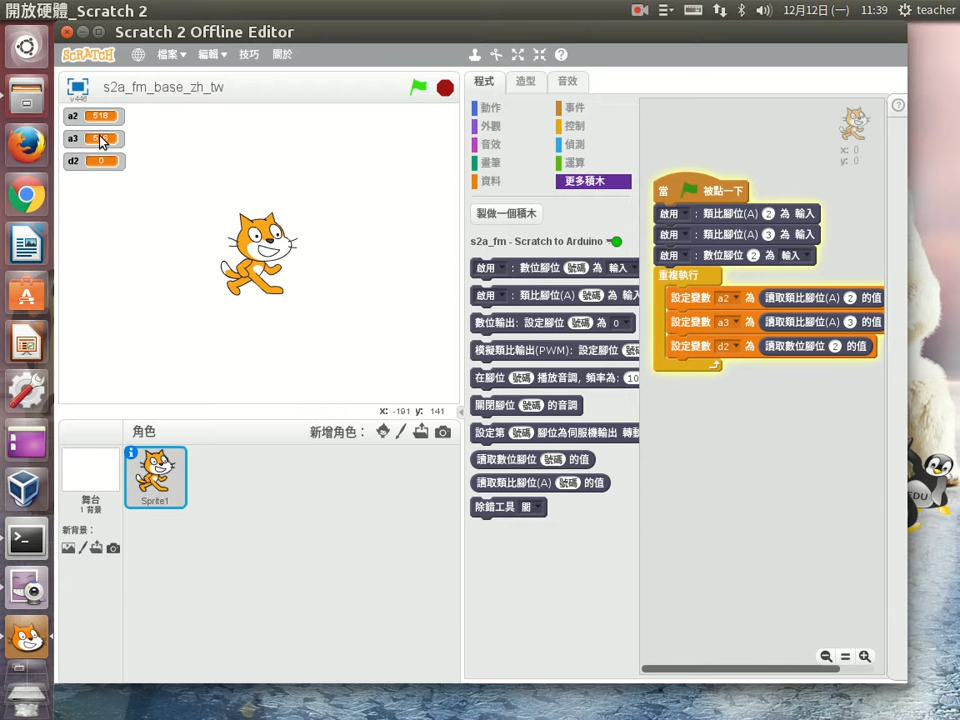 開放硬體_Scratch 2
12月12日 (一) 11:39 teacher
Scratch 2 Offline Editor
SCRATCH 檔案 編輯 技巧 關於
s2a_fm_base_zh_tw
v446
a2 518
a3
d2 0
x: -191 y: 141
角色 新增角色：
舞台
1 背景
新背景：
Sprite1
程式 造型 音效
動作 事件
外觀 控制
音效 偵測
畫筆 運算
資料 更多積木
製做一個積木
s2a_fm - Scratch to Arduino
啟用 : 數位腳位 號碼 為 輸入
啟用 : 類比腳位(A) 號碼 為 輸入
數位輸出: 設定腳位 號碼 為 0
模擬類比輸出(PWM): 設定腳位
在腳位 號碼 播放音調, 頻率為: 10
關閉腳位 號碼 的音調
設定第 號碼 腳位為伺服機輸出 轉動
讀取數位腳位 號碼 的值
讀取類比腳位(A) 號碼 的值
除錯工具 關
x: 0
y: 0
當 被點一下
啟用 : 類比腳位(A) 2 為 輸入
啟用 : 類比腳位(A) 3 為 輸入
啟用 : 數位腳位 2 為 輸入
重複執行
設定變數 a2 為 讀取類比腳位(A) 2 的值
設定變數 a3 為 讀取類比腳位(A) 3 的值
設定變數 d2 為 讀取數位腳位 2 的值
EDU